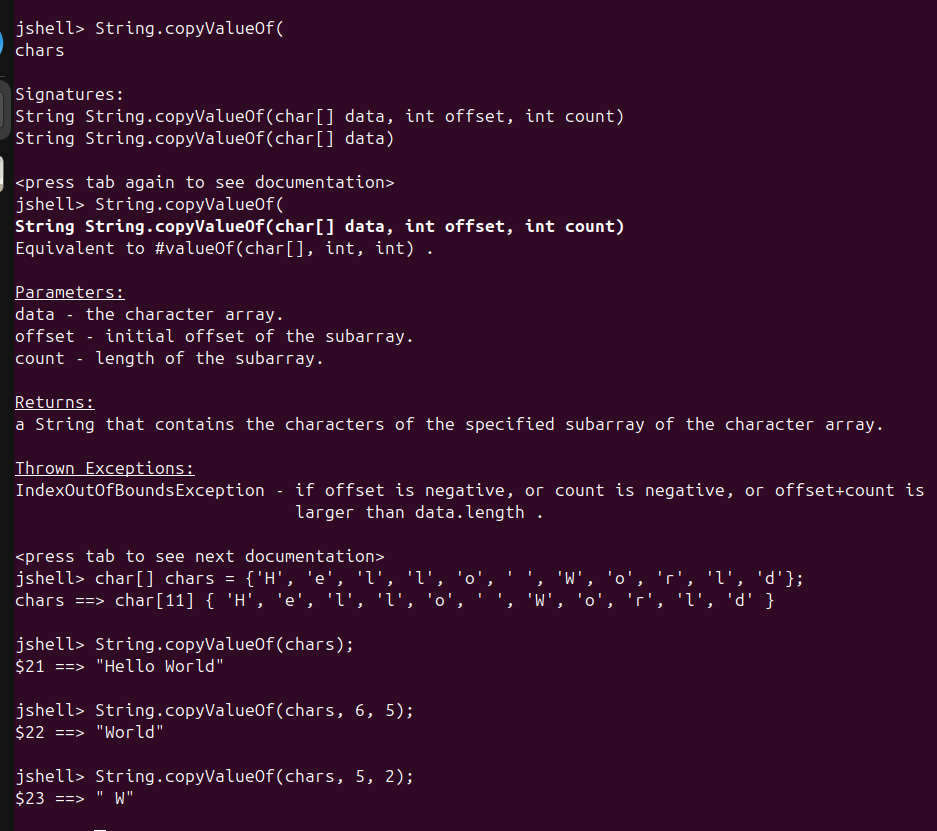 jshell> String.copyValueOf(
chars
Signatures:
String String.copyValueOf(char[] data, int offset, int count)
String String.copyValueOf(char[] data)
<press tab again to see documentation>
jshell> String.copyValueOf(
String String.copyValueOf(char[] data, int offset, int count)
Equivalent to #valueOf(char[], int, int) .
Parameters:
data - the character array.
offset - initial offset of the subarray.
count - length of the subarray.
Returns:
a String that contains the characters of the specified subarray of the character array.
Thrown Exceptions:
IndexOutOfBoundsException - if offset is negative, or count is negative, or offset+count is
larger than data.length .
<press tab to see next documentation>
jshell> char[] chars = {'H', 'e', 'l', 'l', 'o', ' ', 'W', 'o', 'r', 'l', 'd'};
chars ==> char[11] { 'H', 'e', 'l', 'l', 'o', ' ', 'W', 'o', 'r', 'l', 'd' }
jshell> String.copyValueOf(chars);
$21 ==> "Hello World"
jshell> String.copyValueOf(chars, 6, 5);
$22 ==> "World"
jshell> String.copyValueOf(chars, 5, 2);
$23 ==> " W"